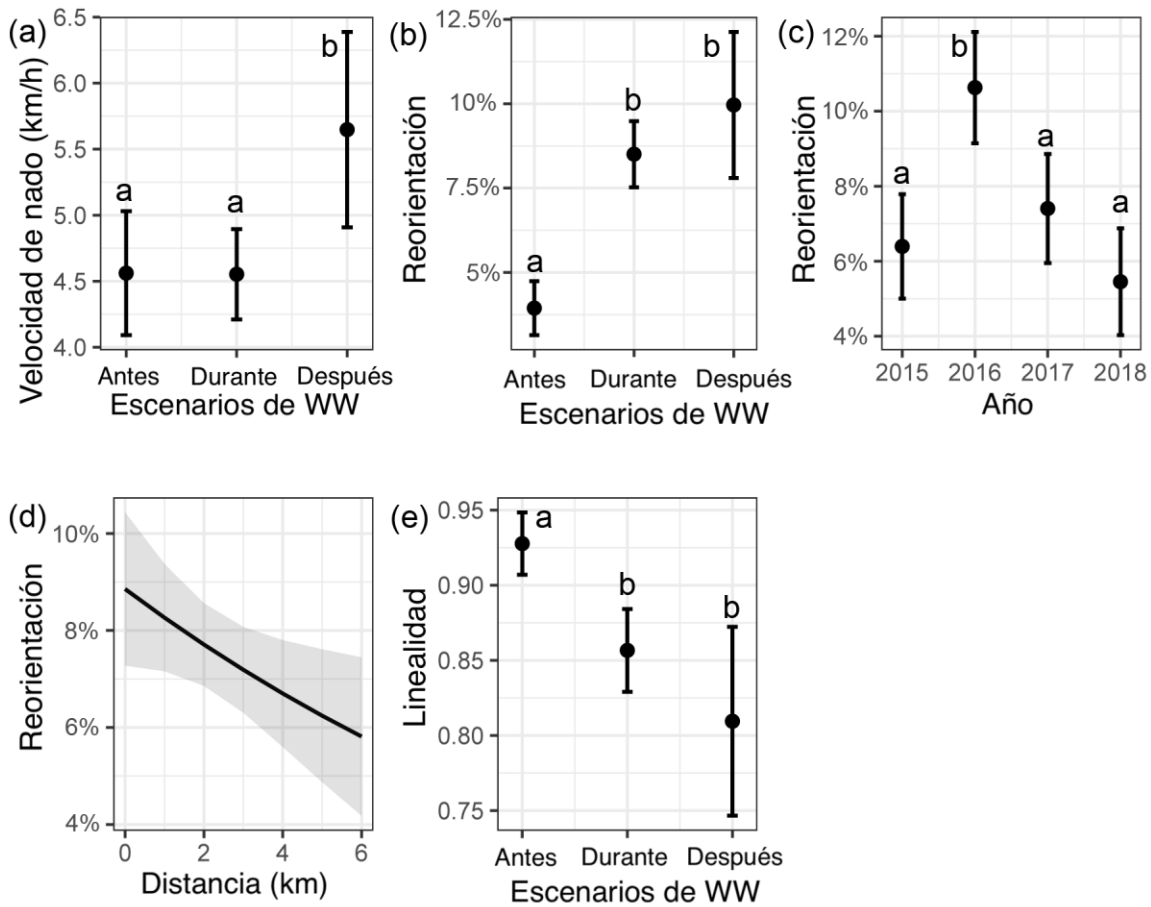 (a)
Velocidad de nado (km/h)
6.5
6.0
5.5
5.0
4.5
4.0
a
a
b
Antes Durante Después
Escenarios de WW
(b)
Reorientación
12.5%
10%
7.5%
5%
a
b
b
Antes Durante Después
Escenarios de WW
(c)
Reorientación
12%
10%
8%
6%
4%
a
b
a
a
2015 2016 2017 2018
Año
(d)
Reorientación
10%
8%
6%
4%
0 2 4 6
Distancia (km)
(e)
Linealidad
0.95
0.90
0.85
0.80
0.75
a
b
b
Antes Durante Después
Escenarios de WW